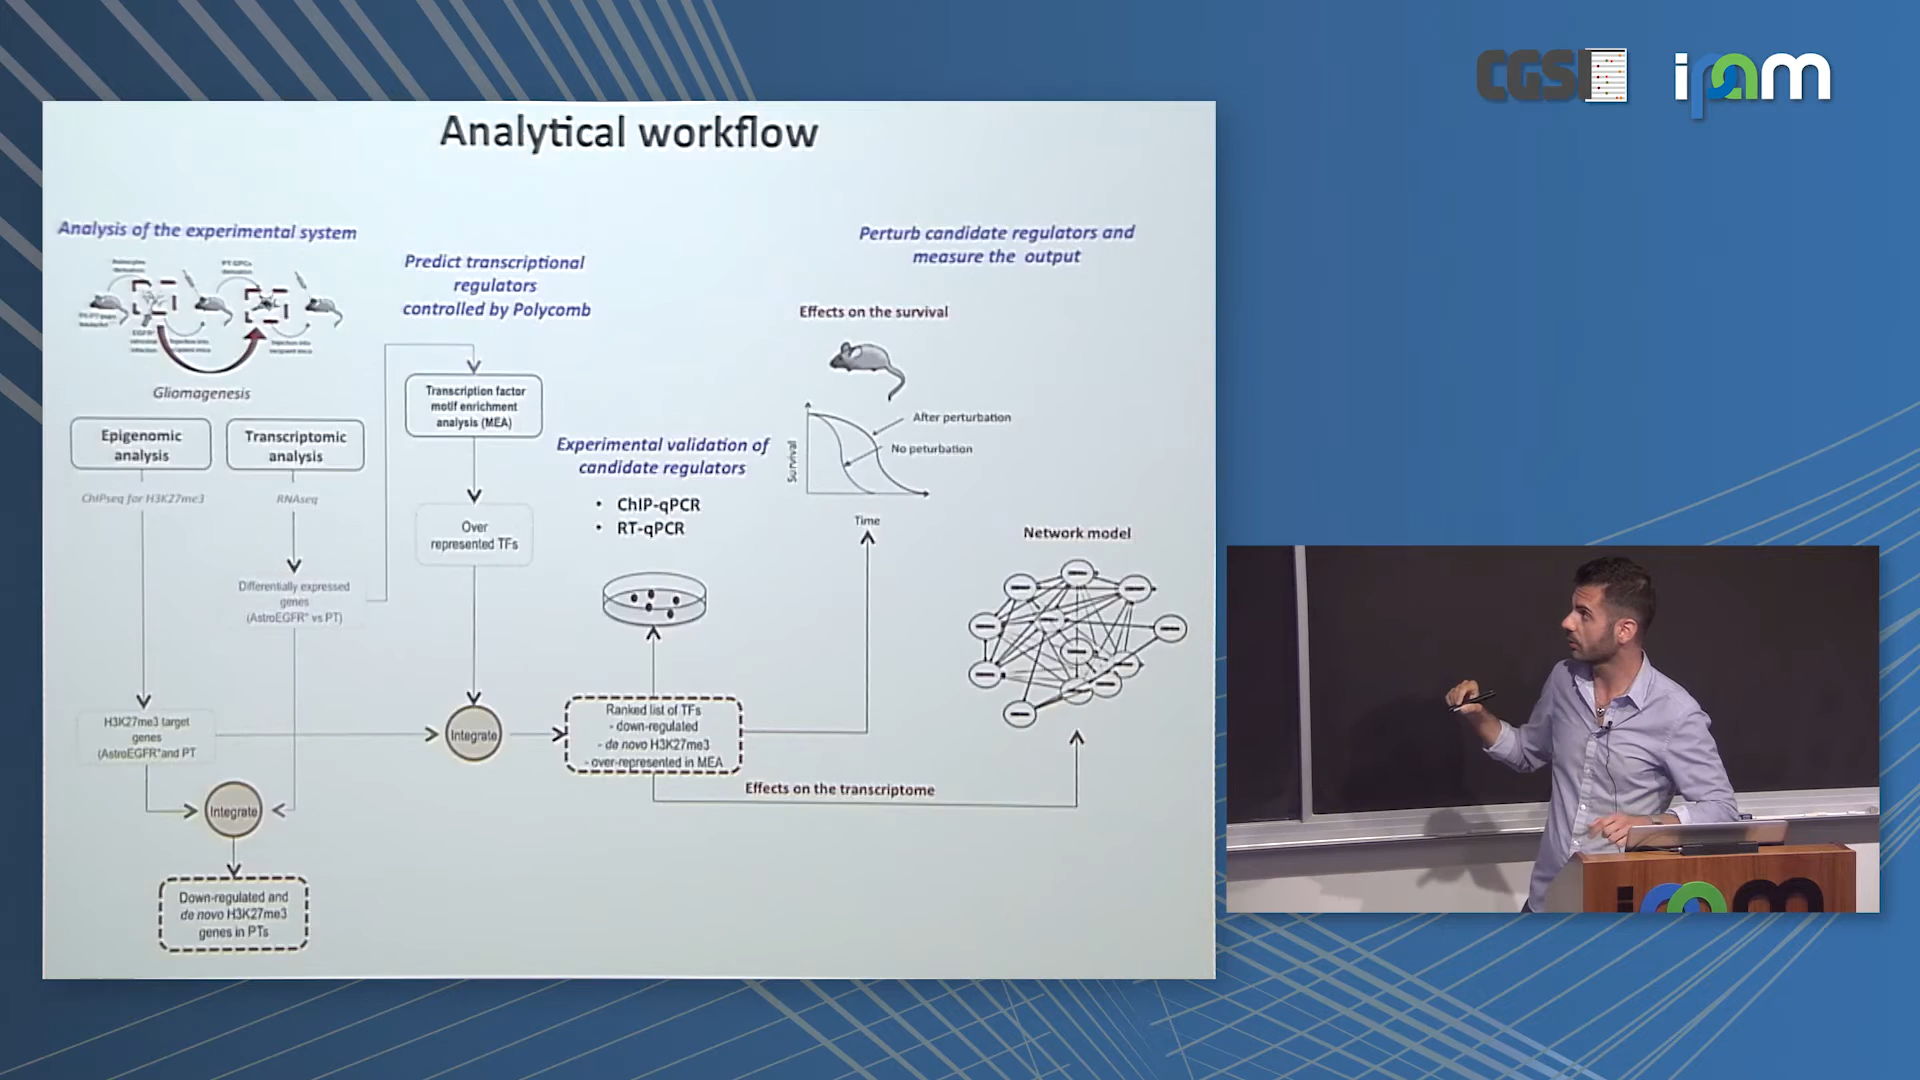 CGSI
ipam
Analytical workflow
Analysis of the experimental system
Gliomagenesis
Epigenomic
analysis
Transcriptomic
analysis
ChIPseq for H3K27me3
RNAseq
Differentially expressed
genes
(AstroEGFR* vs PT)
H3K27me3 target
genes
(AstroEGFR*and PT
Integrate
Down-regulated and
de novo H3K27me3
genes in PTs
Predict transcriptional
regulators
controlled by Polycomb
Transcription factor
motif enrichment
analysis (MEA)
Over
represented TFs
Integrate
Experimental validation of
candidate regulators
• ChIP-qPCR
• RT-qPCR
Ranked list of TFs
- down-regulated
- de novo H3K27me3
- over-represented in MEA
Perturb candidate regulators and
measure the output
Effects on the survival
After perturbation
No peturbation
Survival
Time
Network model
Effects on the transcriptome
ipam